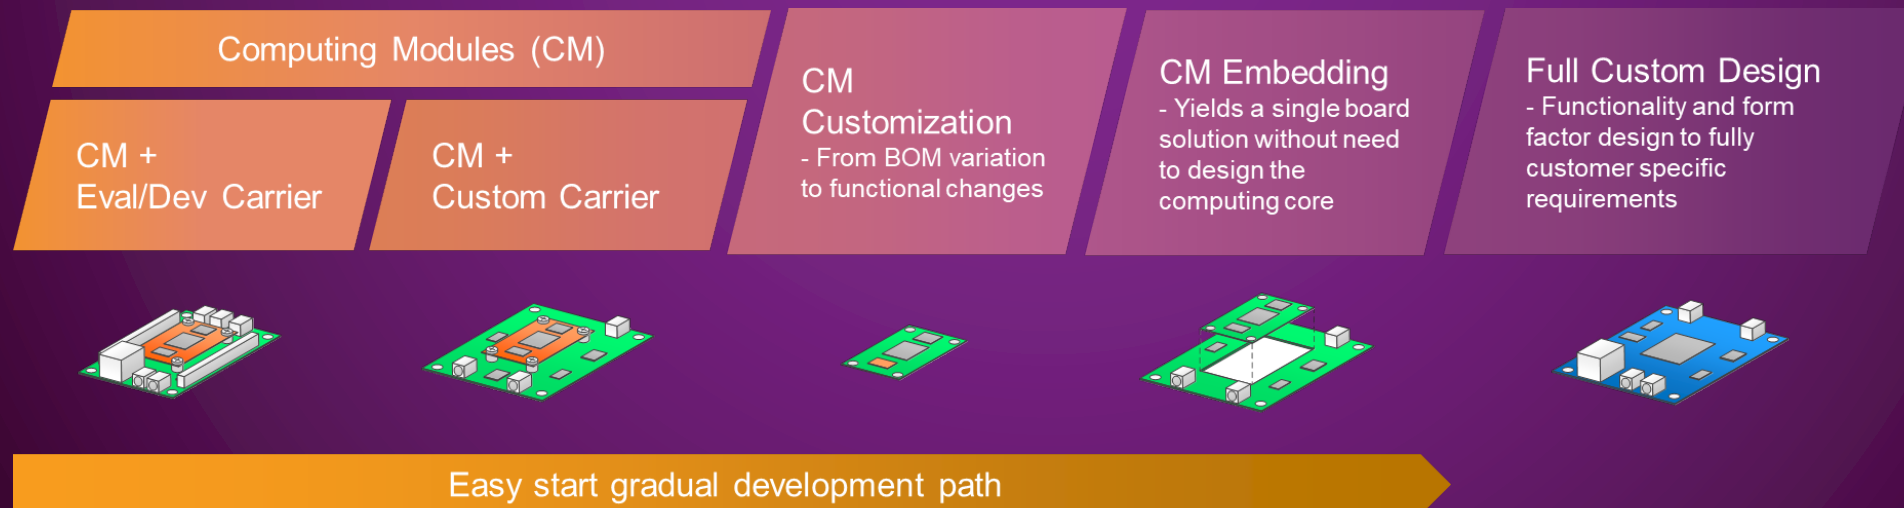 Computing Modules (CM)
CM +
Eval/Dev Carrier
CM +
Custom Carrier
CM
Customization
- From BOM variation
to functional changes
CM Embedding
- Yields a single board
solution without need
to design the
computing core
Full Custom Design
- Functionality and form
factor design to fully
customer specific
requirements
Easy start gradual development path